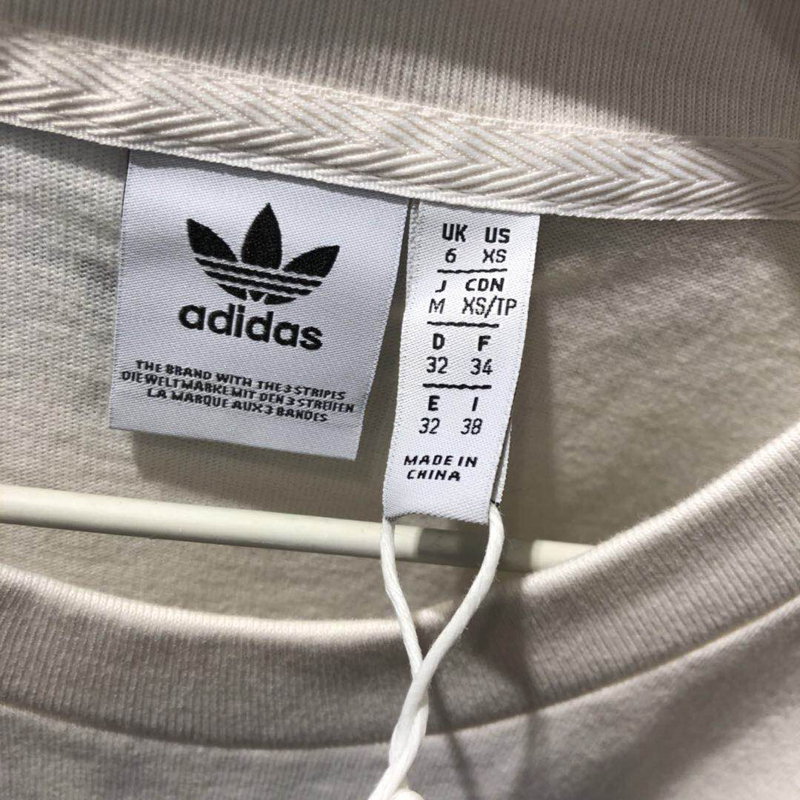 adidas
THE BRAND WITH THE 3 STRIPES
DIE WELTMARKE MIT DEN 3 STREIFEN
LA MARQUE AUX 3 BANDES
UK US
6 XS
J CDN
M XS/TP
D F
32 34
E I
32 38
MADE IN
CHINA